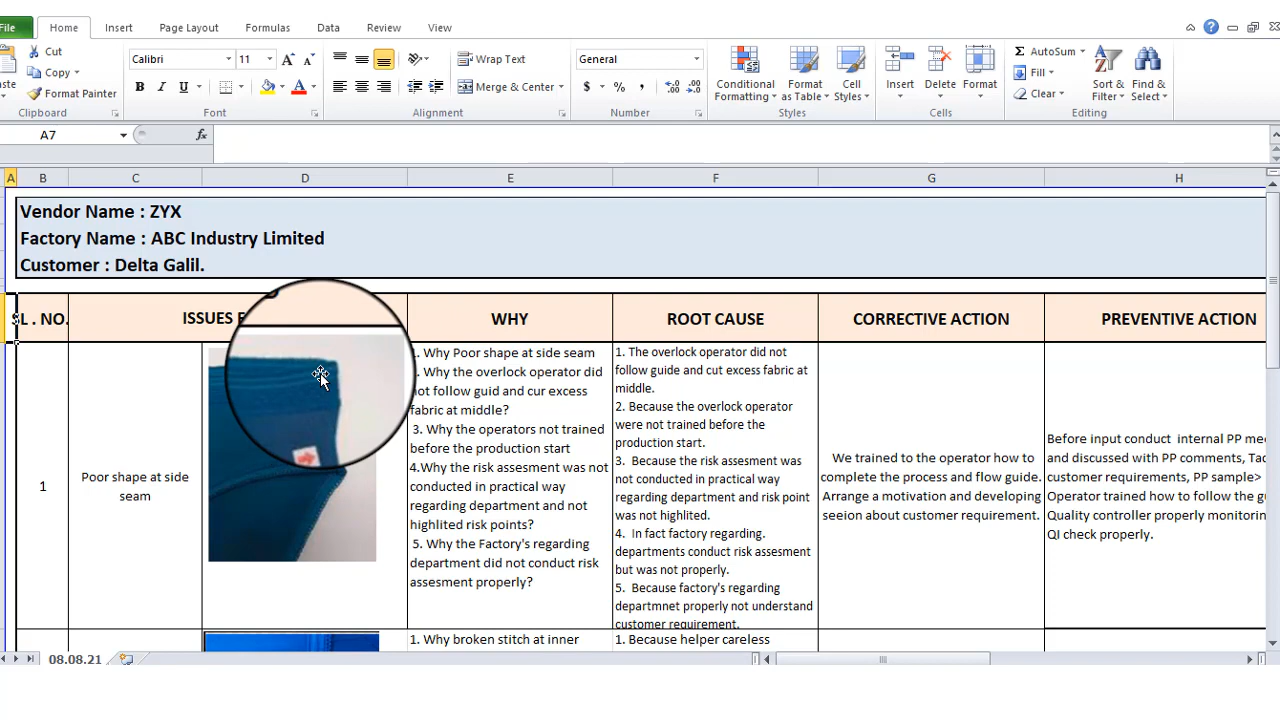 File
Home
Insert
Page Layout
Formulas
Data
Review
View
Cut
Copy
Format Painter
Clipboard
Calibri
11
B I U
Font
Wrap Text
Merge & Center
Alignment
General
$ % ,
Number
Conditional Formatting
Format as Table
Cell Styles
Styles
Insert
Delete
Format
Cells
AutoSum
Fill
Clear
Sort & Filter
Find & Select
Editing
A7
fx
A B C D E F G H
Vendor Name : ZYX
Factory Name : ABC Industry Limited
Customer : Delta Galil.
SL . NO.
ISSUES
WHY
ROOT CAUSE
CORRECTIVE ACTION
PREVENTIVE ACTION
1
Poor shape at side
seam
1. Why Poor shape at side seam
. Why the overlock operator did
not follow guid and cur excess
fabric at middle?
3. Why the operators not trained
before the production start
4.Why the risk assesment was not
conducted in practical way
regarding department and not
highlited risk points?
5. Why the Factory's regarding
department did not conduct risk
assesment properly?
1. The overlock operator did not
follow guide and cut excess fabric at
middle.
2. Because the overlock operator
were not trained before the
production start.
3. Because the risk assesment was
not conducted in practical way
regarding department and risk point
was not highlited.
4. In fact factory regarding.
departments conduct risk assesment
but was not properly.
5. Because factory's regarding
departmnet properly not understand
customer requirement.
We trained to the operator how to
complete the process and flow guide.
Arrange a motivation and developing
seeion about customer requirement.
Before input conduct internal PP me
and discussed with PP comments, Tac
customer requirements, PP sample>
Operator trained how to follow the g
Quality controller properly monitorin
QI check properly.
1. Why broken stitch at inner
1. Because helper careless
08.08.21